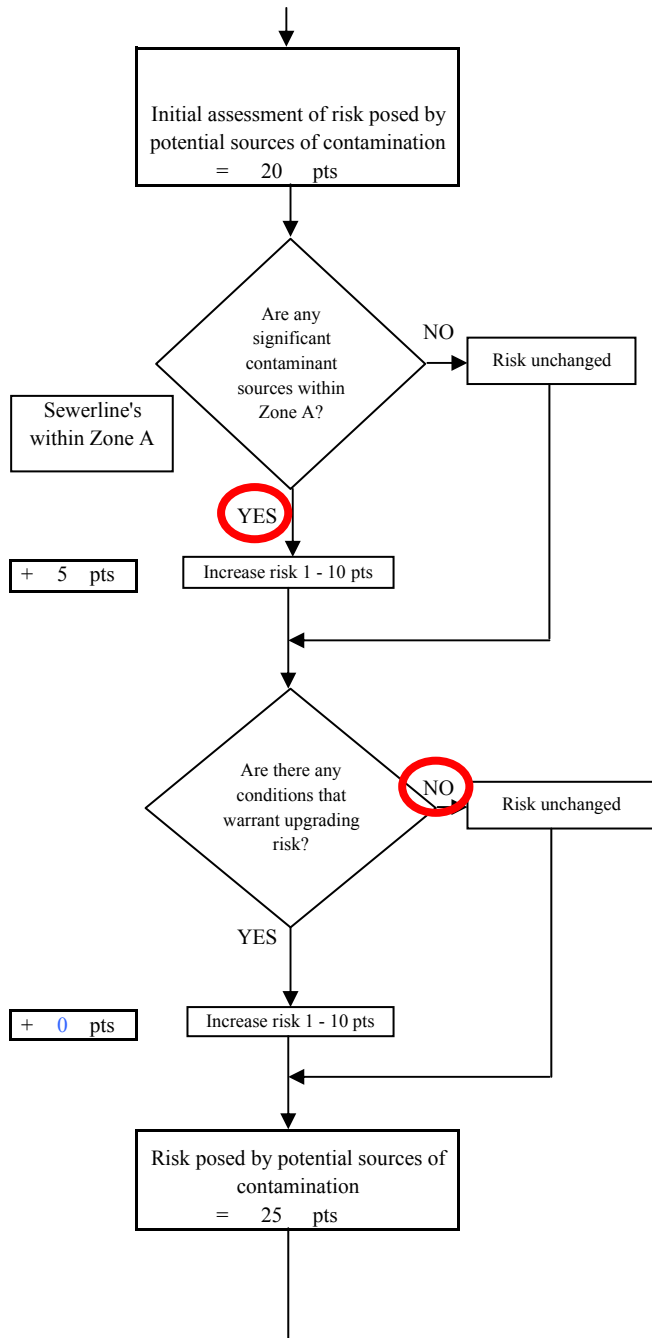 Initial assessment of risk posed by
potential sources of contamination
= 20 pts
Are any
significant
contaminant
sources within
Zone A?
NO
Risk unchanged
Sewerline's
within Zone A
YES
+ 5 pts
Increase risk 1 - 10 pts
Are there any
conditions that
warrant upgrading
risk?
NO
Risk unchanged
YES
+ 0 pts
Increase risk 1 - 10 pts
Risk posed by potential sources of
contamination
= 25 pts